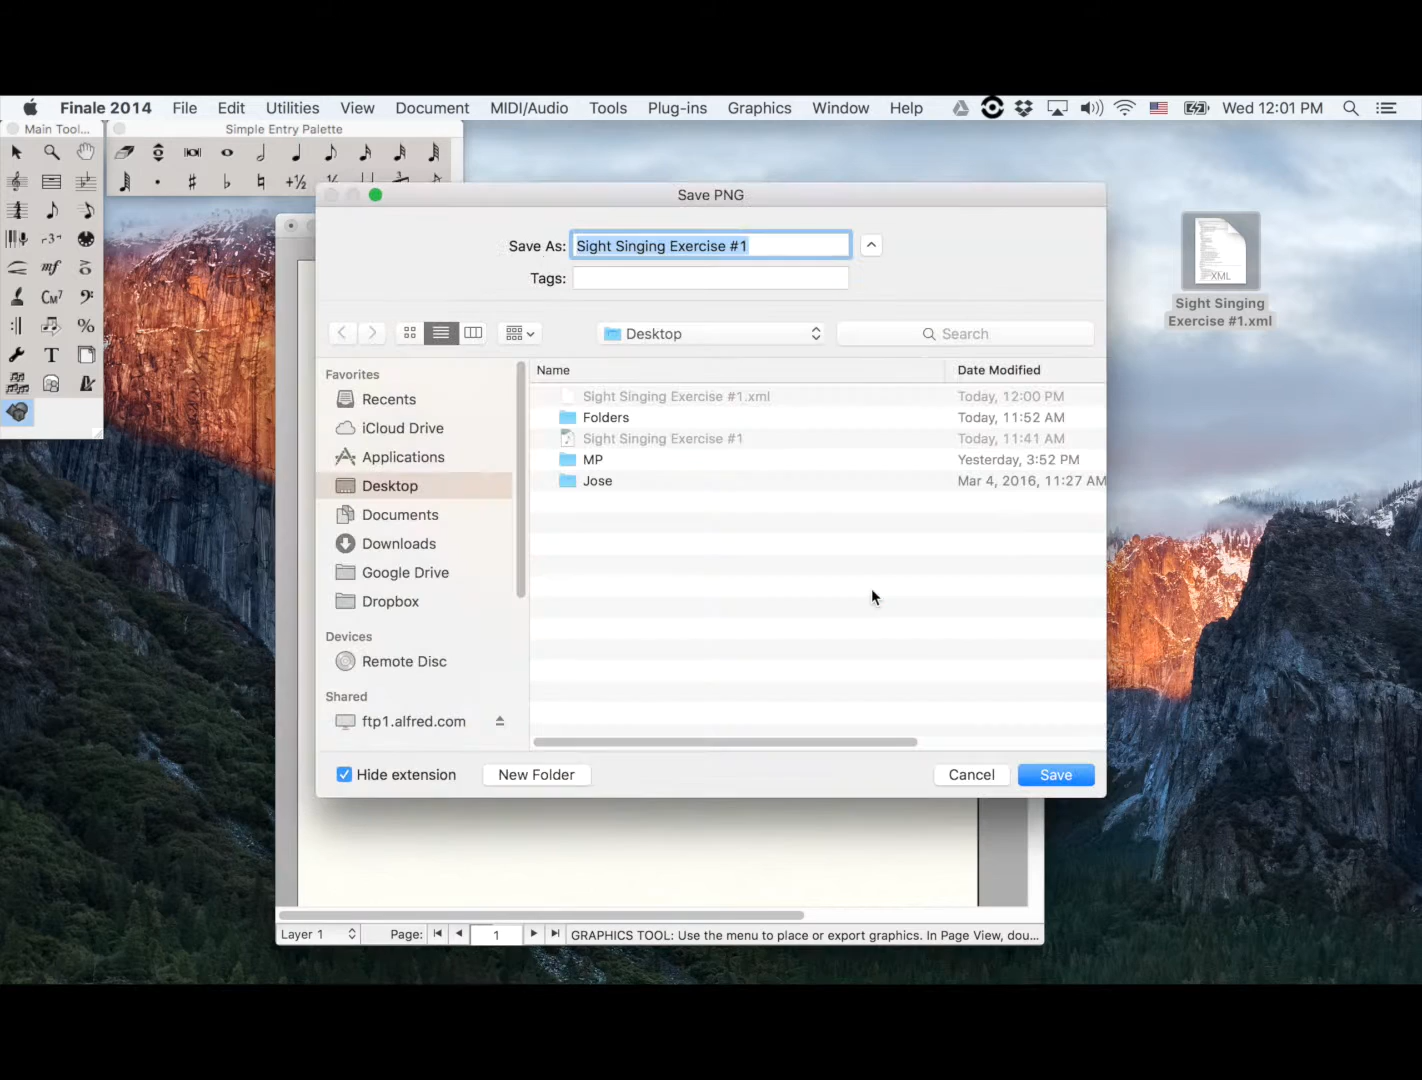 Finale 2014 File Edit Utilities View Document MIDI/Audio Tools Plug-ins Graphics Window Help Wed 12:01 PM
Main Tool...
Simple Entry Palette
+½
mf
CM7
%
T
Save PNG
Save As: Sight Singing Exercise #1
Tags:
Desktop
Search
Favorites
Recents
iCloud Drive
Applications
Desktop
Documents
Downloads
Google Drive
Dropbox
Devices
Remote Disc
Shared
ftp1.alfred.com
Name Date Modified
Sight Singing Exercise #1.xml Today, 12:00 PM
Folders Today, 11:52 AM
Sight Singing Exercise #1 Today, 11:41 AM
MP Yesterday, 3:52 PM
Jose Mar 4, 2016, 11:27 AM
Hide extension New Folder Cancel Save
Layer 1 Page: 1 GRAPHICS TOOL: Use the menu to place or export graphics. In Page View, dou...
XML
Sight Singing
Exercise #1.xml